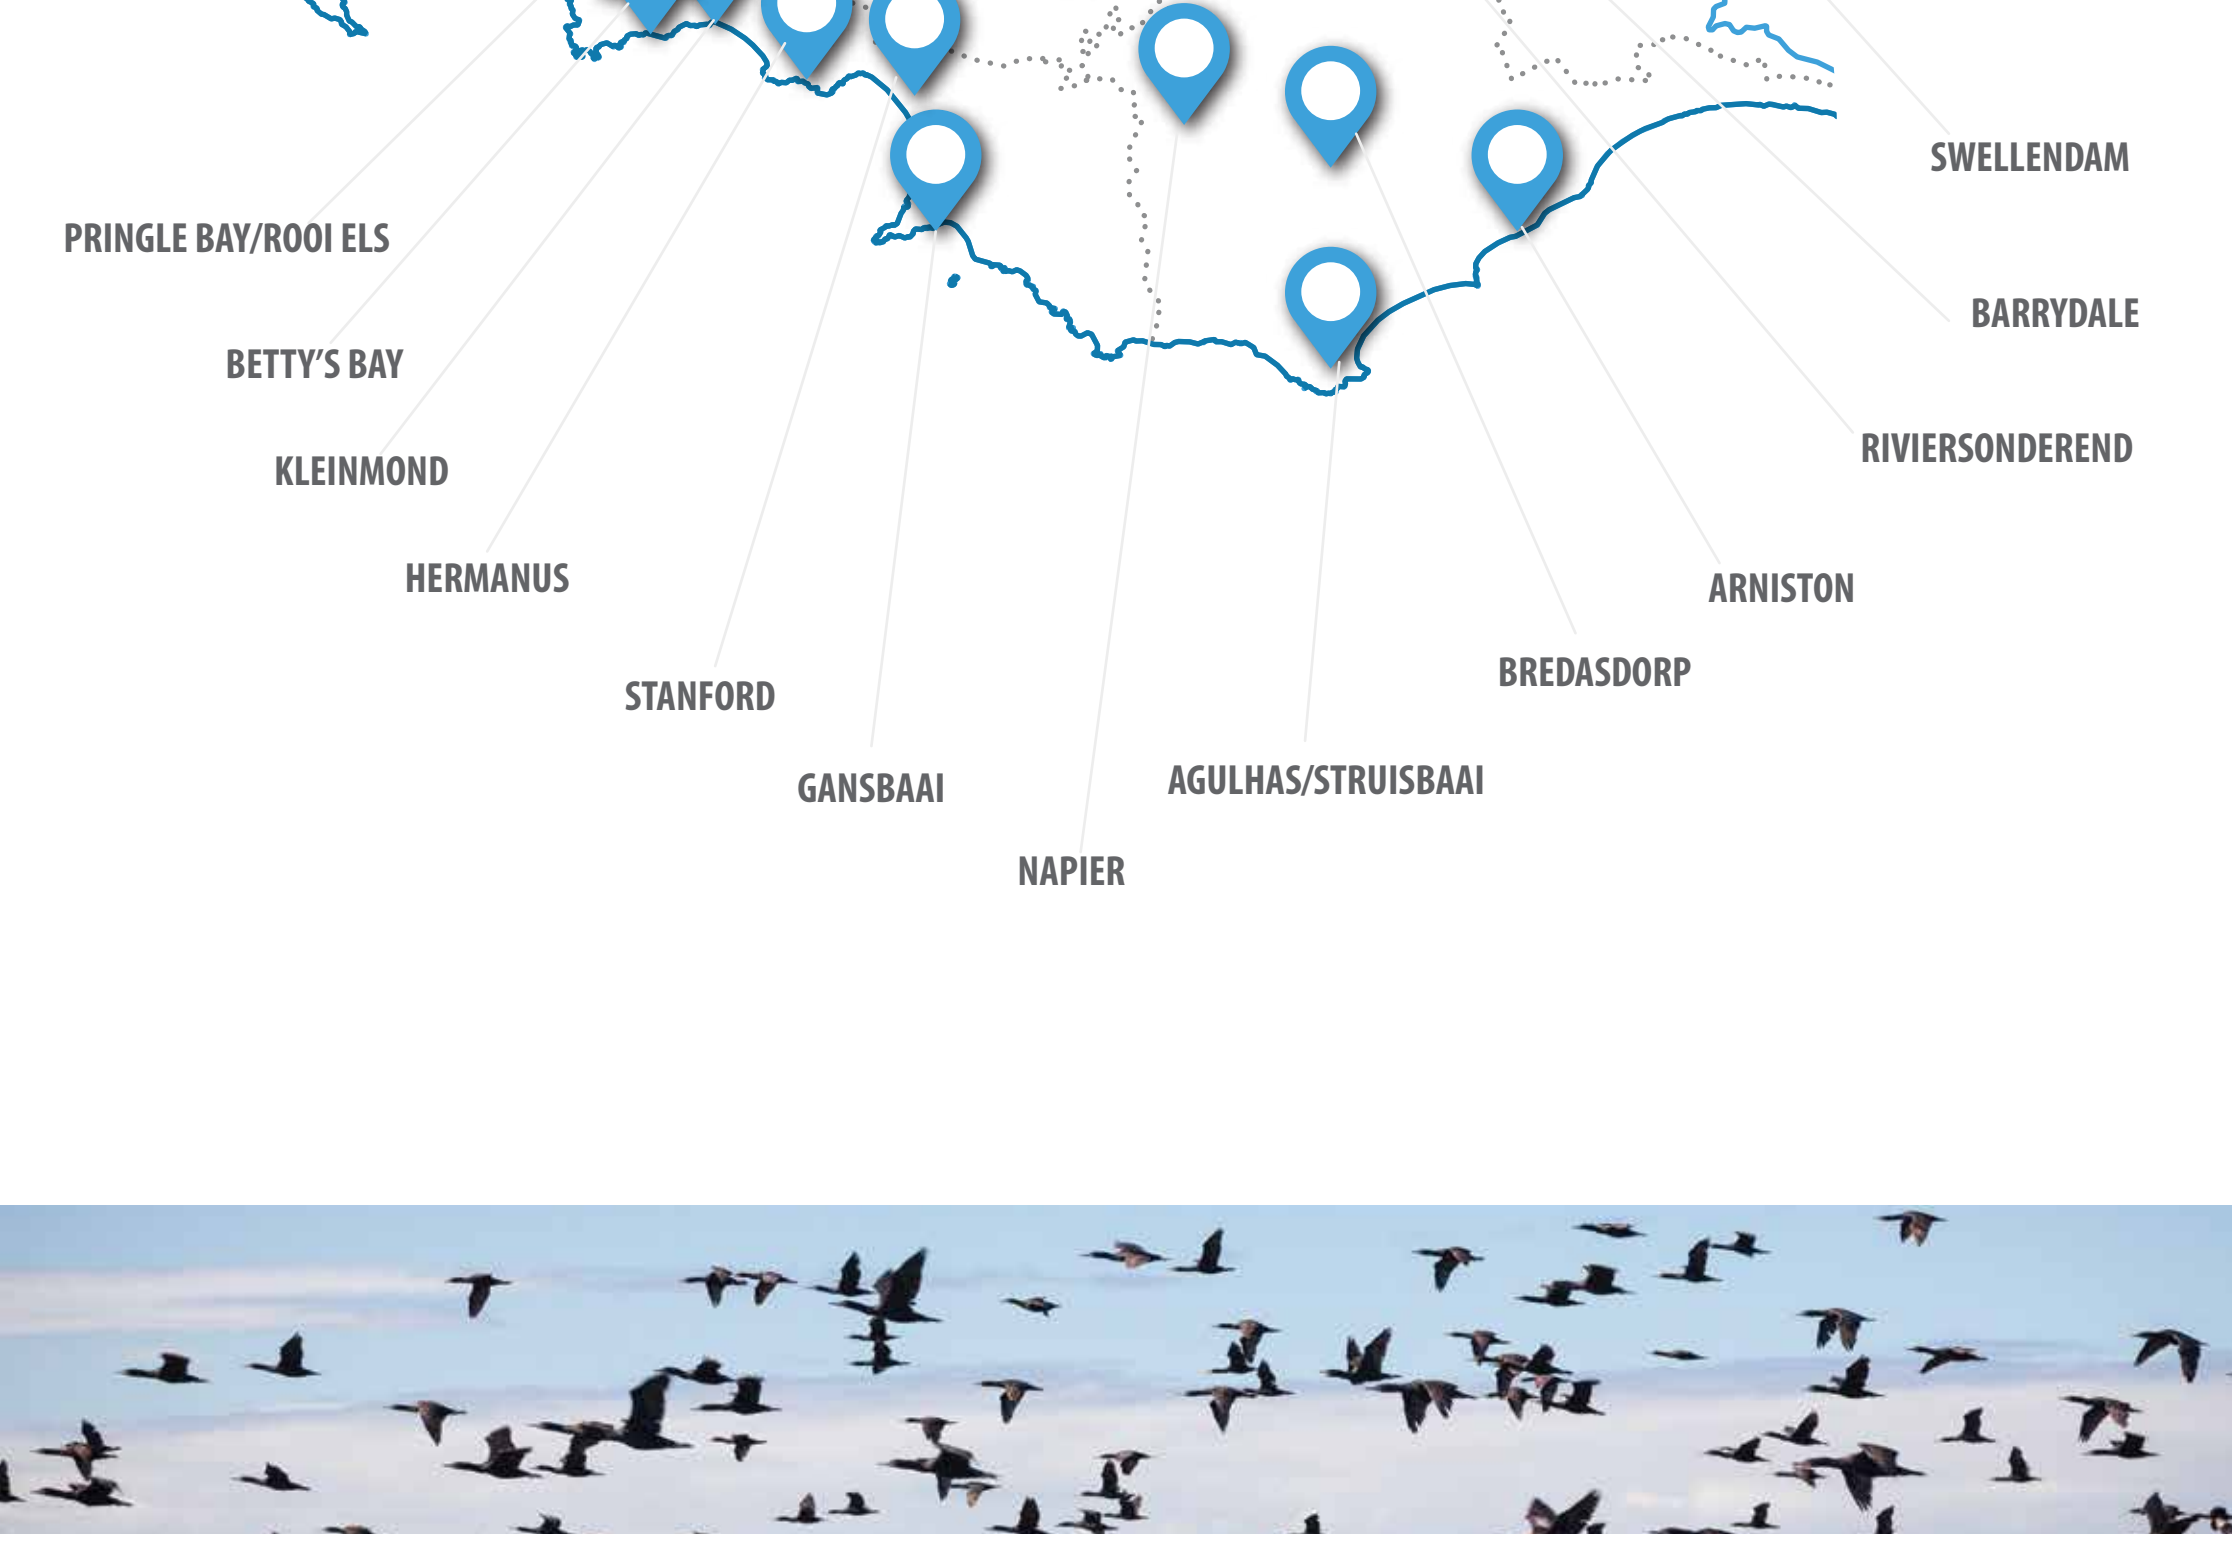 SWELLENDAM
PRINGLE BAY/ROOI ELS
BARRYDALE
BETTY’S BAY
RIVIERSONDEREND
KLEINMOND
HERMANUS
ARNISTON
BREDASDORP
STANFORD
AGULHAS/STRUISBAAI
GANSBAAI
NAPIER